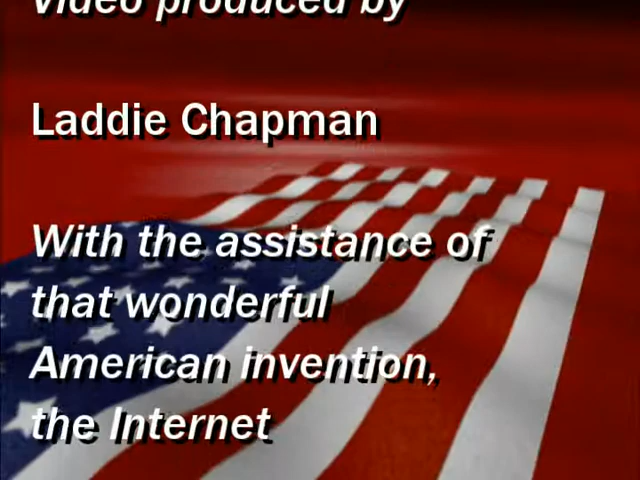 Video produced by
Laddie Chapman
With the assistance of
that wonderful
American invention,
the Internet